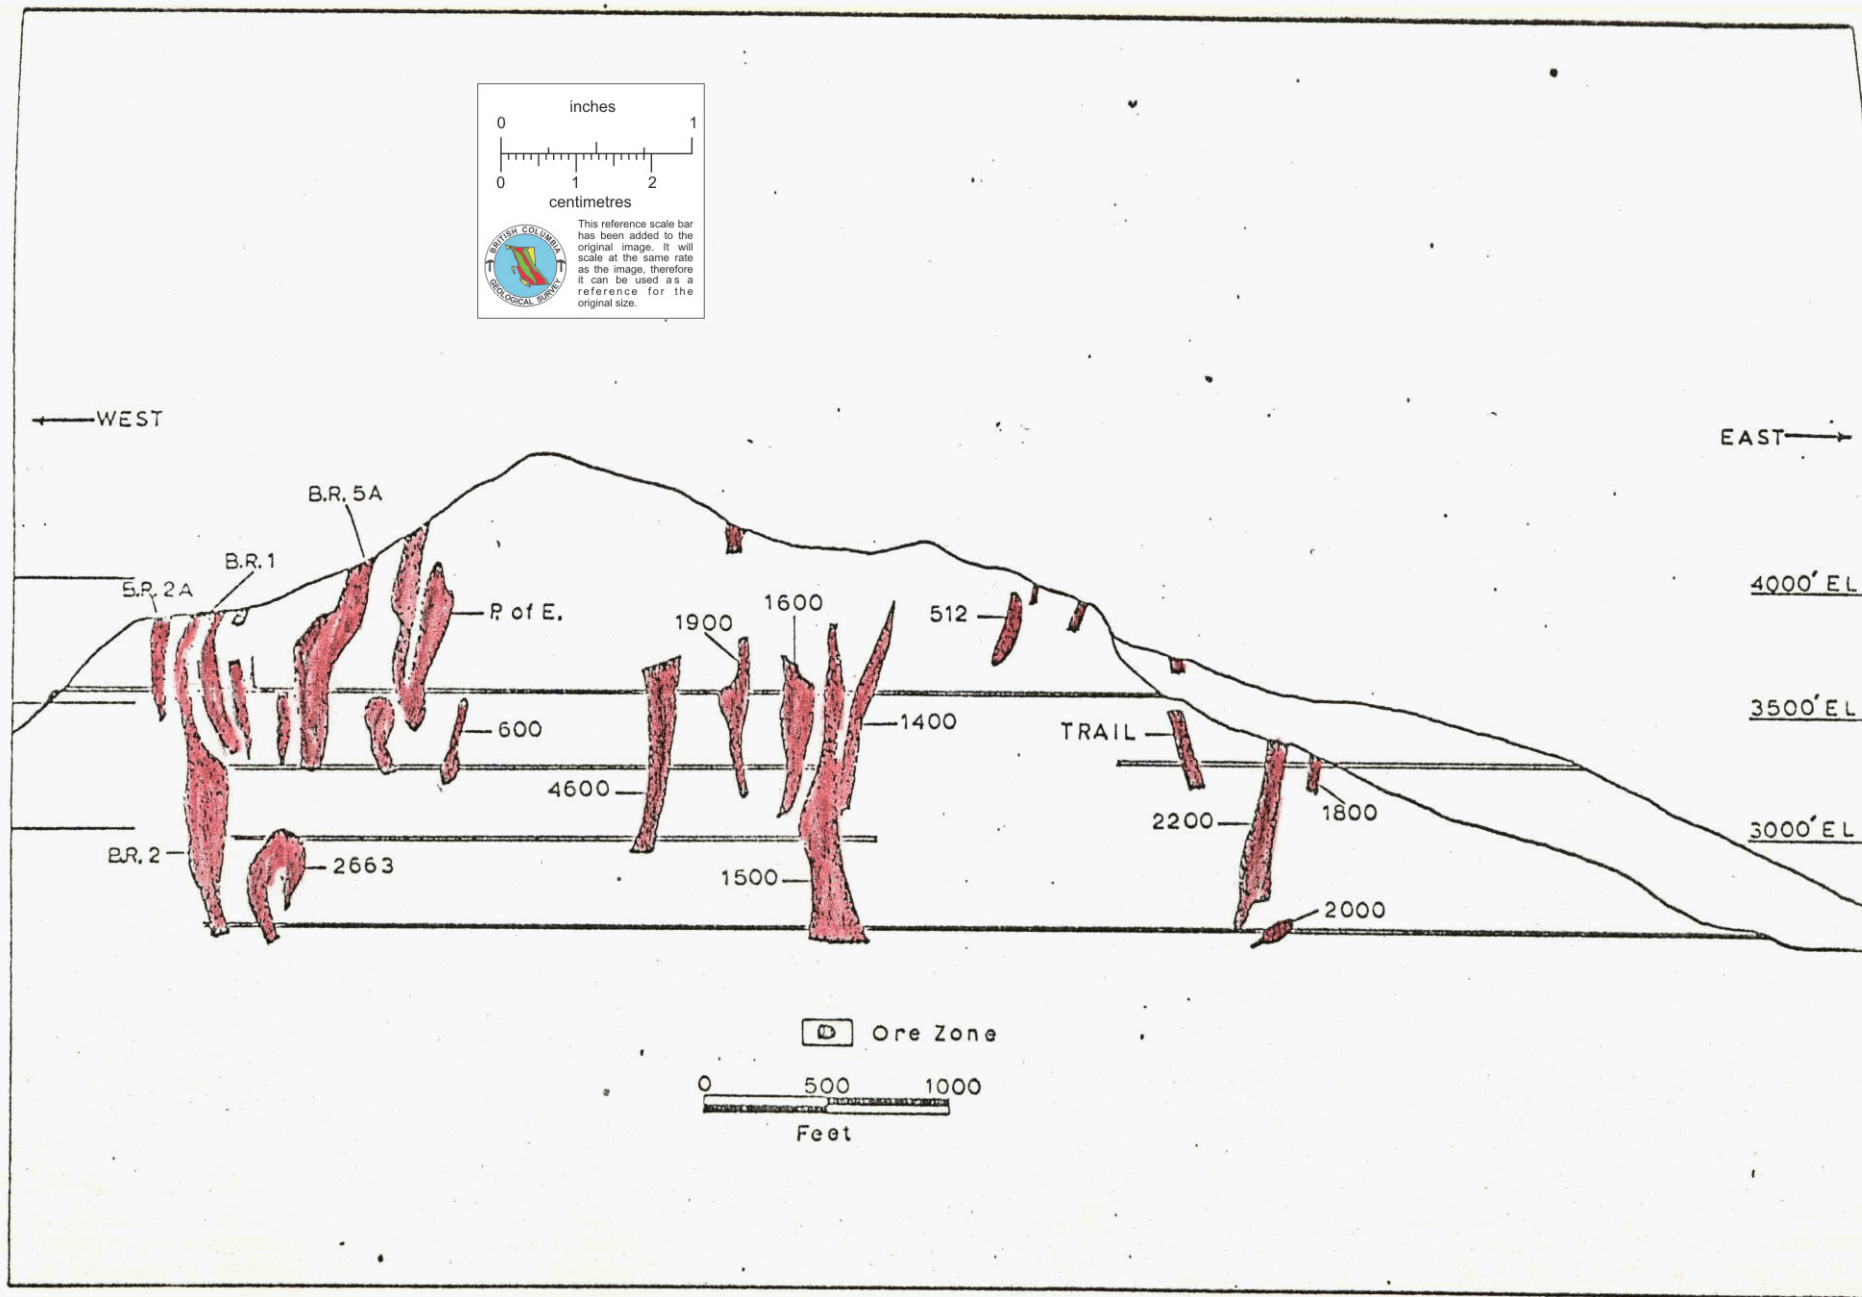 inches
0 1
0 1 2
centimetres
BRITISH COLUMBIA
GEOLOGICAL SURVEY
This reference scale bar
has been added to the
original image. It will
scale at the same rate
as the image, therefore
it can be used as a
reference for the
original size.
WEST
EAST
B.R. 5A
B.R. 1
B.R. 2A
4000' EL
P. of E.
1600
512
1900
3500' EL
1400
TRAIL
600
4600
1800
2200
3000' EL
B.R. 2
2663
1500
2000
Ore Zone
0 500 1000
Feet